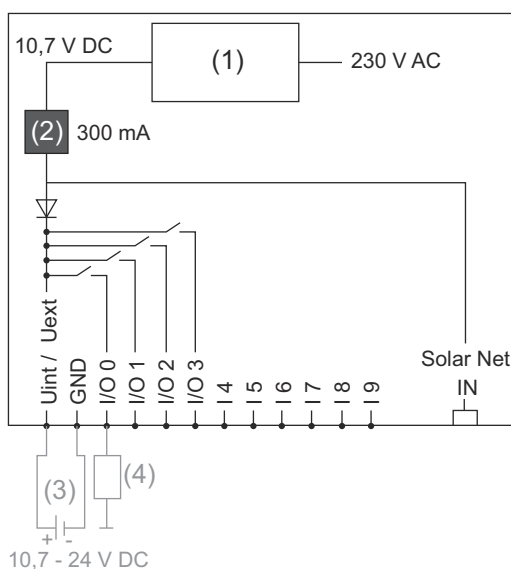 10,7 V DC
(1)
230 V AC
(2)
300 mA
Uint / Uext
GND
I/O 0
I/O 1
I/O 2
I/O 3
I 4
I 5
I 6
I 7
I 8
I 9
Solar Net
IN
(3)
(4)
+ -
10,7 - 24 V DC